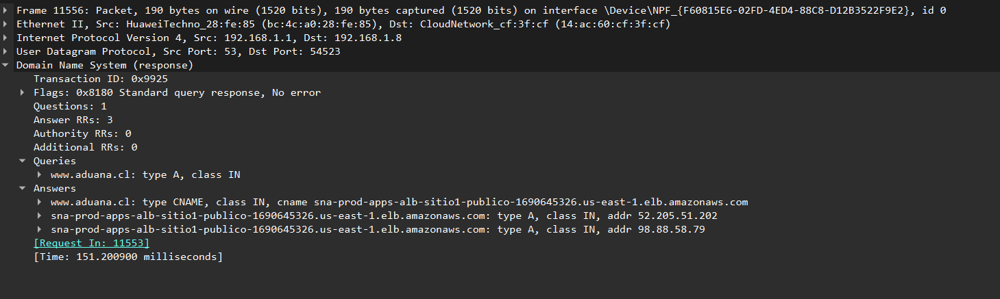 Frame 11556: Packet, 190 bytes on wire (1520 bits), 190 bytes captured (1520 bits) on interface \Device\NPF_{F60815E6-02FD-4ED4-88C8-D12B3522F9E2}, id 0
Ethernet II, Src: HuaweiTechno_28:fe:85 (bc:4c:a0:28:fe:85), Dst: CloudNetwork_cf:3f:cf (14:ac:60:cf:3f:cf)
Internet Protocol Version 4, Src: 192.168.1.1, Dst: 192.168.1.8
User Datagram Protocol, Src Port: 53, Dst Port: 54523
Domain Name System (response)
Transaction ID: 0x9925
Flags: 0x8180 Standard query response, No error
Questions: 1
Answer RRs: 3
Authority RRs: 0
Additional RRs: 0
Queries
www.aduana.cl: type A, class IN
Answers
www.aduana.cl: type CNAME, class IN, cname sna-prod-apps-alb-sitio1-publico-1690645326.us-east-1.elb.amazonaws.com
sna-prod-apps-alb-sitio1-publico-1690645326.us-east-1.elb.amazonaws.com: type A, class IN, addr 52.205.51.202
sna-prod-apps-alb-sitio1-publico-1690645326.us-east-1.elb.amazonaws.com: type A, class IN, addr 98.88.58.79
[Request In: 11553]
[Time: 151.200900 milliseconds]